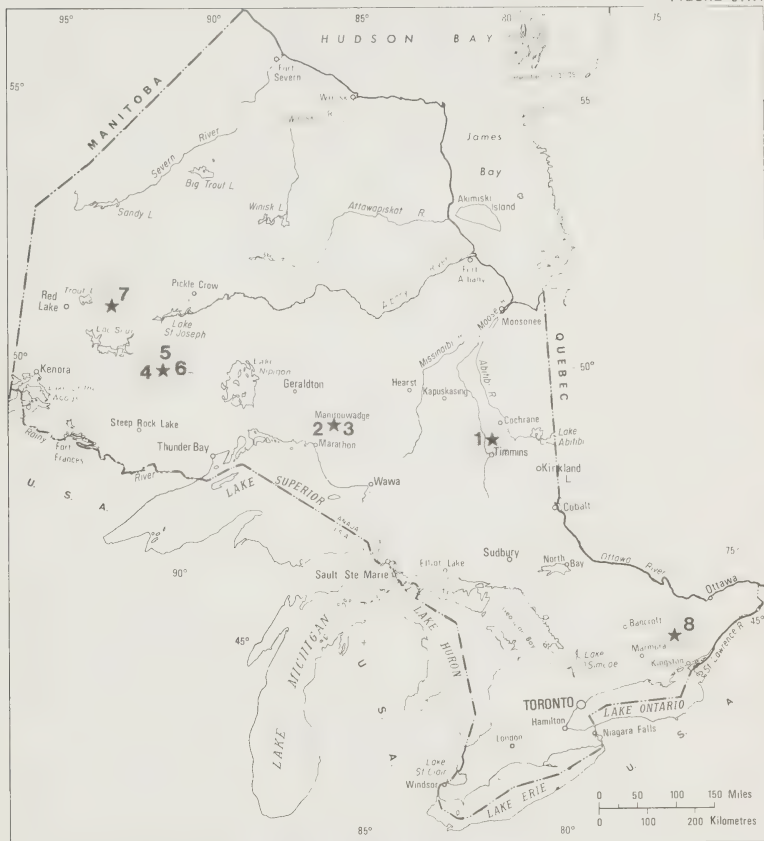 95°
90°
85°
80
75
HUDSON BAY
Fort
Severn
55°
55
MANITOBA
James
Bay
Severn River
Big Trout L
Sandy L
Winisk L
Attawapiskat R
Akimiski
Island
Red
Lake
Trout L
7
Pickle Crow
Lake
St Joseph
Moosonee
Moose
Missinaibi
QUEBEC
50°
50°
5
4 6
Kenora
Lake
Nipigon
Geraldton
Hearst
Kapuskasing
Abitibi R
Cochrane
Lake
Abitibi
Steep Rock Lake
Manitouwadge
2 3
Marathon
1
Timmins
Kirkland
L
Rainy
River
Fort
Frances
Thunder Bay
Wawa
Cobalt
U. S. A.
LAKE SUPERIOR
Sudbury
North
Bay
Ottawa River
75°
90°
Sault Ste Marie
Elliot Lake
Ottawa
45°
45°
LAKE MICHIGAN
LAKE HURON
U. S. A.
Bancroft
8
Marmora
Kingston
St Lawrence R
Lake
Simcoe
TORONTO
LAKE ONTARIO
Hamilton
Niagara Falls
London
Lake
St Clair
Windsor
LAKE ERIE
U. S. A
0 50 100 150 Miles
0 100 200 Kilometres
85°
80°